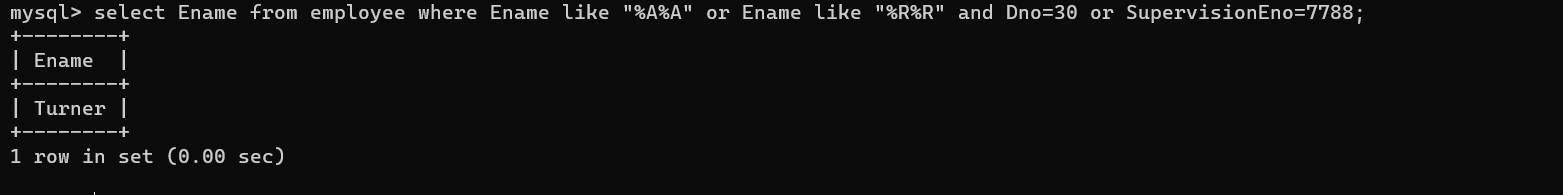 mysql> select Ename from employee where Ename like "%A%A" or Ename like "%R%R" and Dno=30 or SupervisionEno=7788;
+--------+
| Ename  |
+--------+
| Turner |
+--------+
1 row in set (0.00 sec)